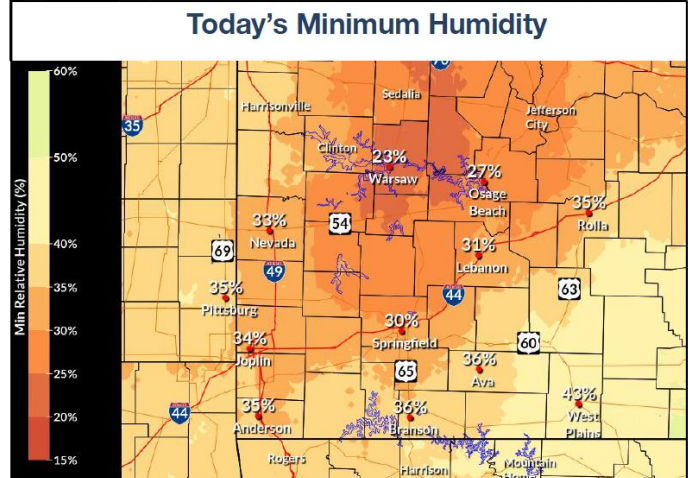 Today's Minimum Humidity
Min Relative Humidity (%)
60%
50%
40%
35%
30%
25%
20%
15%
Sedalia
Harrisonville
Jefferson
City
35
Clinton
23%
Warsaw
27%
Osage
Beach
35%
Rolla
33%
Nevada
54
69
31%
Lebanon
49
35%
Pittsburg
44
63
30%
Springfield
34%
Joplin
60
65
36%
Ava
43%
West
Plains
44
35%
Anderson
36%
Branson
Rogers
Harrison
Mountain
Home